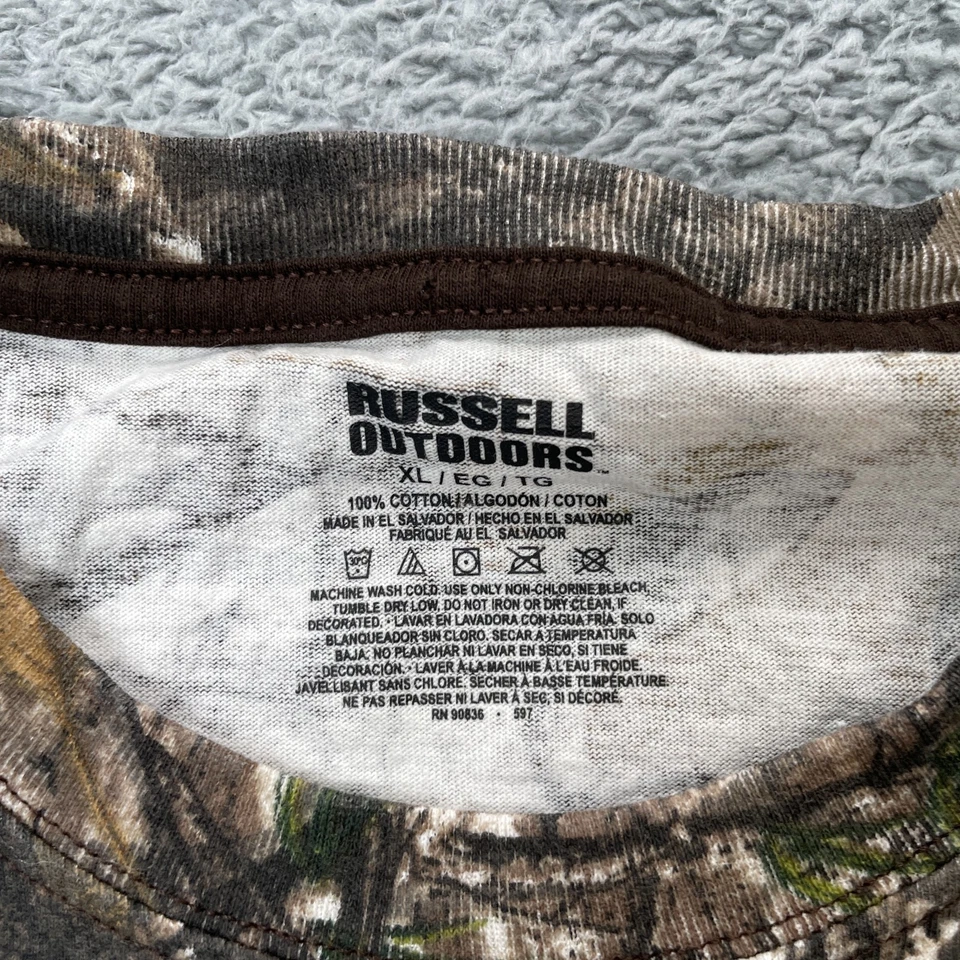 RUSSELL
OUTDOORS™
XL / EG / TG
100% COTTON / ALGODÓN / COTON
MADE IN EL SALVADOR / HECHO EN EL SALVADOR
FABRIQUÉ AU EL SALVADOR
30°C
MACHINE WASH COLD. USE ONLY NON-CHLORINE BLEACH,
TUMBLE DRY LOW. DO NOT IRON OR DRY CLEAN, IF
DECORATED. • LAVAR EN LAVADORA CON AGUA FRÍA. SOLO
BLANQUEADOR SIN CLORO. SECAR A TEMPERATURA
BAJA. NO PLANCHAR NI LAVAR EN SECO, SI TIENE
DECORACIÓN. • LAVER À LA MACHINE À L'EAU FROIDE.
JAVELLISANT SANS CHLORE. SECHER À BASSE TEMPÉRATURE.
NE PAS REPASSER NI LAVER À SEC, SI DÉCORÉ.
RN 90836 • 597